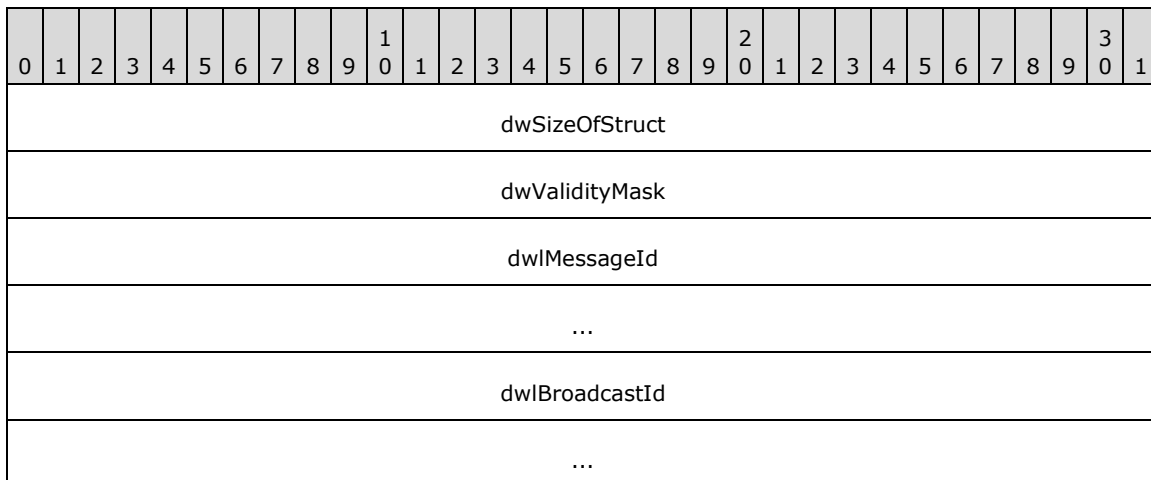 1 2 3
0 1 2 3 4 5 6 7 8 9 0 1 2 3 4 5 6 7 8 9 0 1 2 3 4 5 6 7 8 9 0 1
dwSizeOfStruct
dwValidityMask
dwlMessageId
...
dwlBroadcastId
...